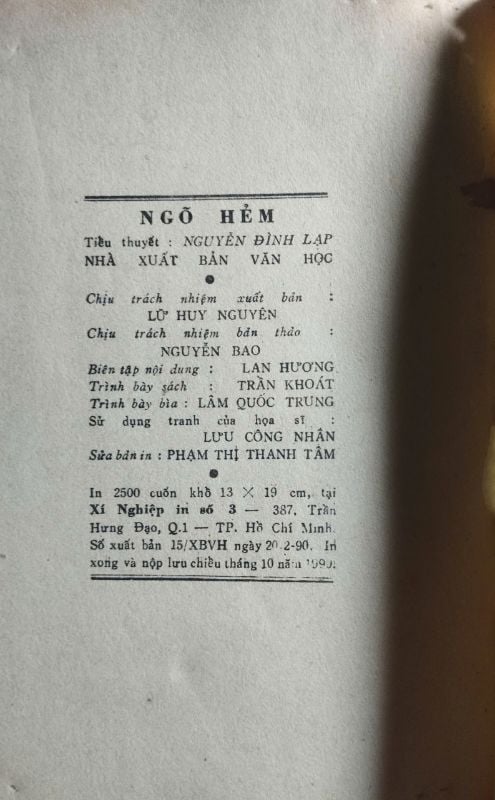 NGÕ HẺM
Tiểu thuyết : NGUYỄN ĐÌNH LẠP
NHÀ XUẤT BẢN VĂN HỌC
Chịu trách nhiệm xuất bản :
LỮ HUY NGUYÊN
Chịu trách nhiệm bản thảo :
NGUYỄN BAO
Biên tập nội dung : LAN HƯƠNG
Trình bày sách : TRẦN KHOÁT
Trình bày bìa : LÂM QUỐC TRUNG
Sử dụng tranh của họa sĩ :
LƯU CÔNG NHÂN
Sửa bản in : PHẠM THỊ THANH TÂM
In 2500 cuốn khổ 13 X 19 cm, tại
Xí Nghiệp in số 3 — 387, Trần
Hưng Đạo, Q.1 — TP. Hồ Chí Minh.
Số xuất bản 15/XBVH ngày 20.2-90. In
xong và nộp lưu chiều tháng 10 năm 1990.